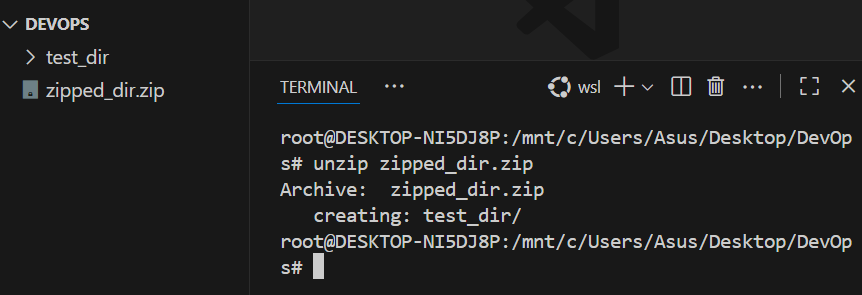 DEVOPS
test_dir
zipped_dir.zip
TERMINAL ··· wsl ···
root@DESKTOP-NI5DJ8P:/mnt/c/Users/Asus/Desktop/DevOp
s# unzip zipped_dir.zip
Archive:  zipped_dir.zip
   creating: test_dir/
root@DESKTOP-NI5DJ8P:/mnt/c/Users/Asus/Desktop/DevOp
s#